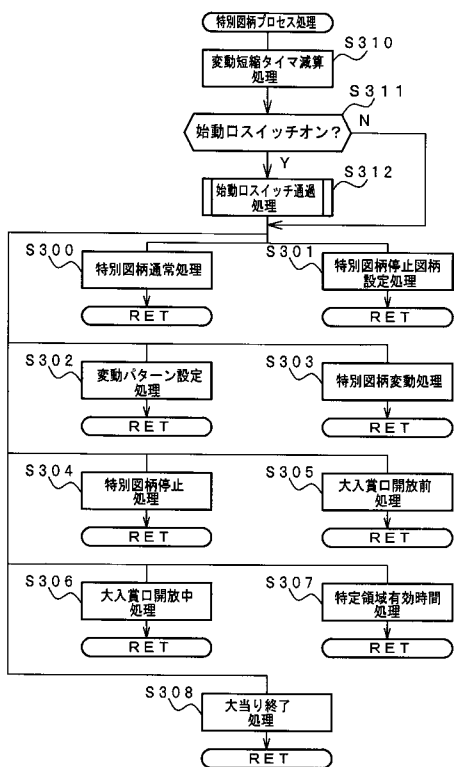 特別図柄プロセス処理
S310
変動短縮タイマ減算
処理
S311
始動口スイッチオン?
N
Y
S312
始動口スイッチ通過
処理
S300
特別図柄通常処理
RET
S301
特別図柄停止図柄
設定処理
RET
S302
変動パターン設定
処理
RET
S303
特別図柄変動処理
RET
S304
特別図柄停止
処理
RET
S305
大入賞口開放前
処理
RET
S306
大入賞口開放中
処理
RET
S307
特定領域有効時間
処理
RET
S308
大当り終了
処理
RET